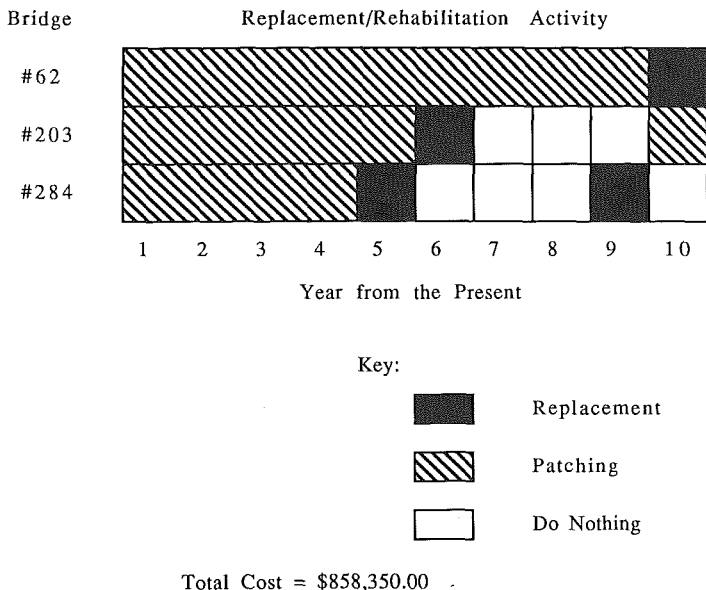 Bridge Replacement/Rehabilitation Activity
#62
#203
#284
1 2 3 4 5 6 7 8 9 10
Year from the Present
Key:
Replacement
Patching
Do Nothing
Total Cost = $858,350.00